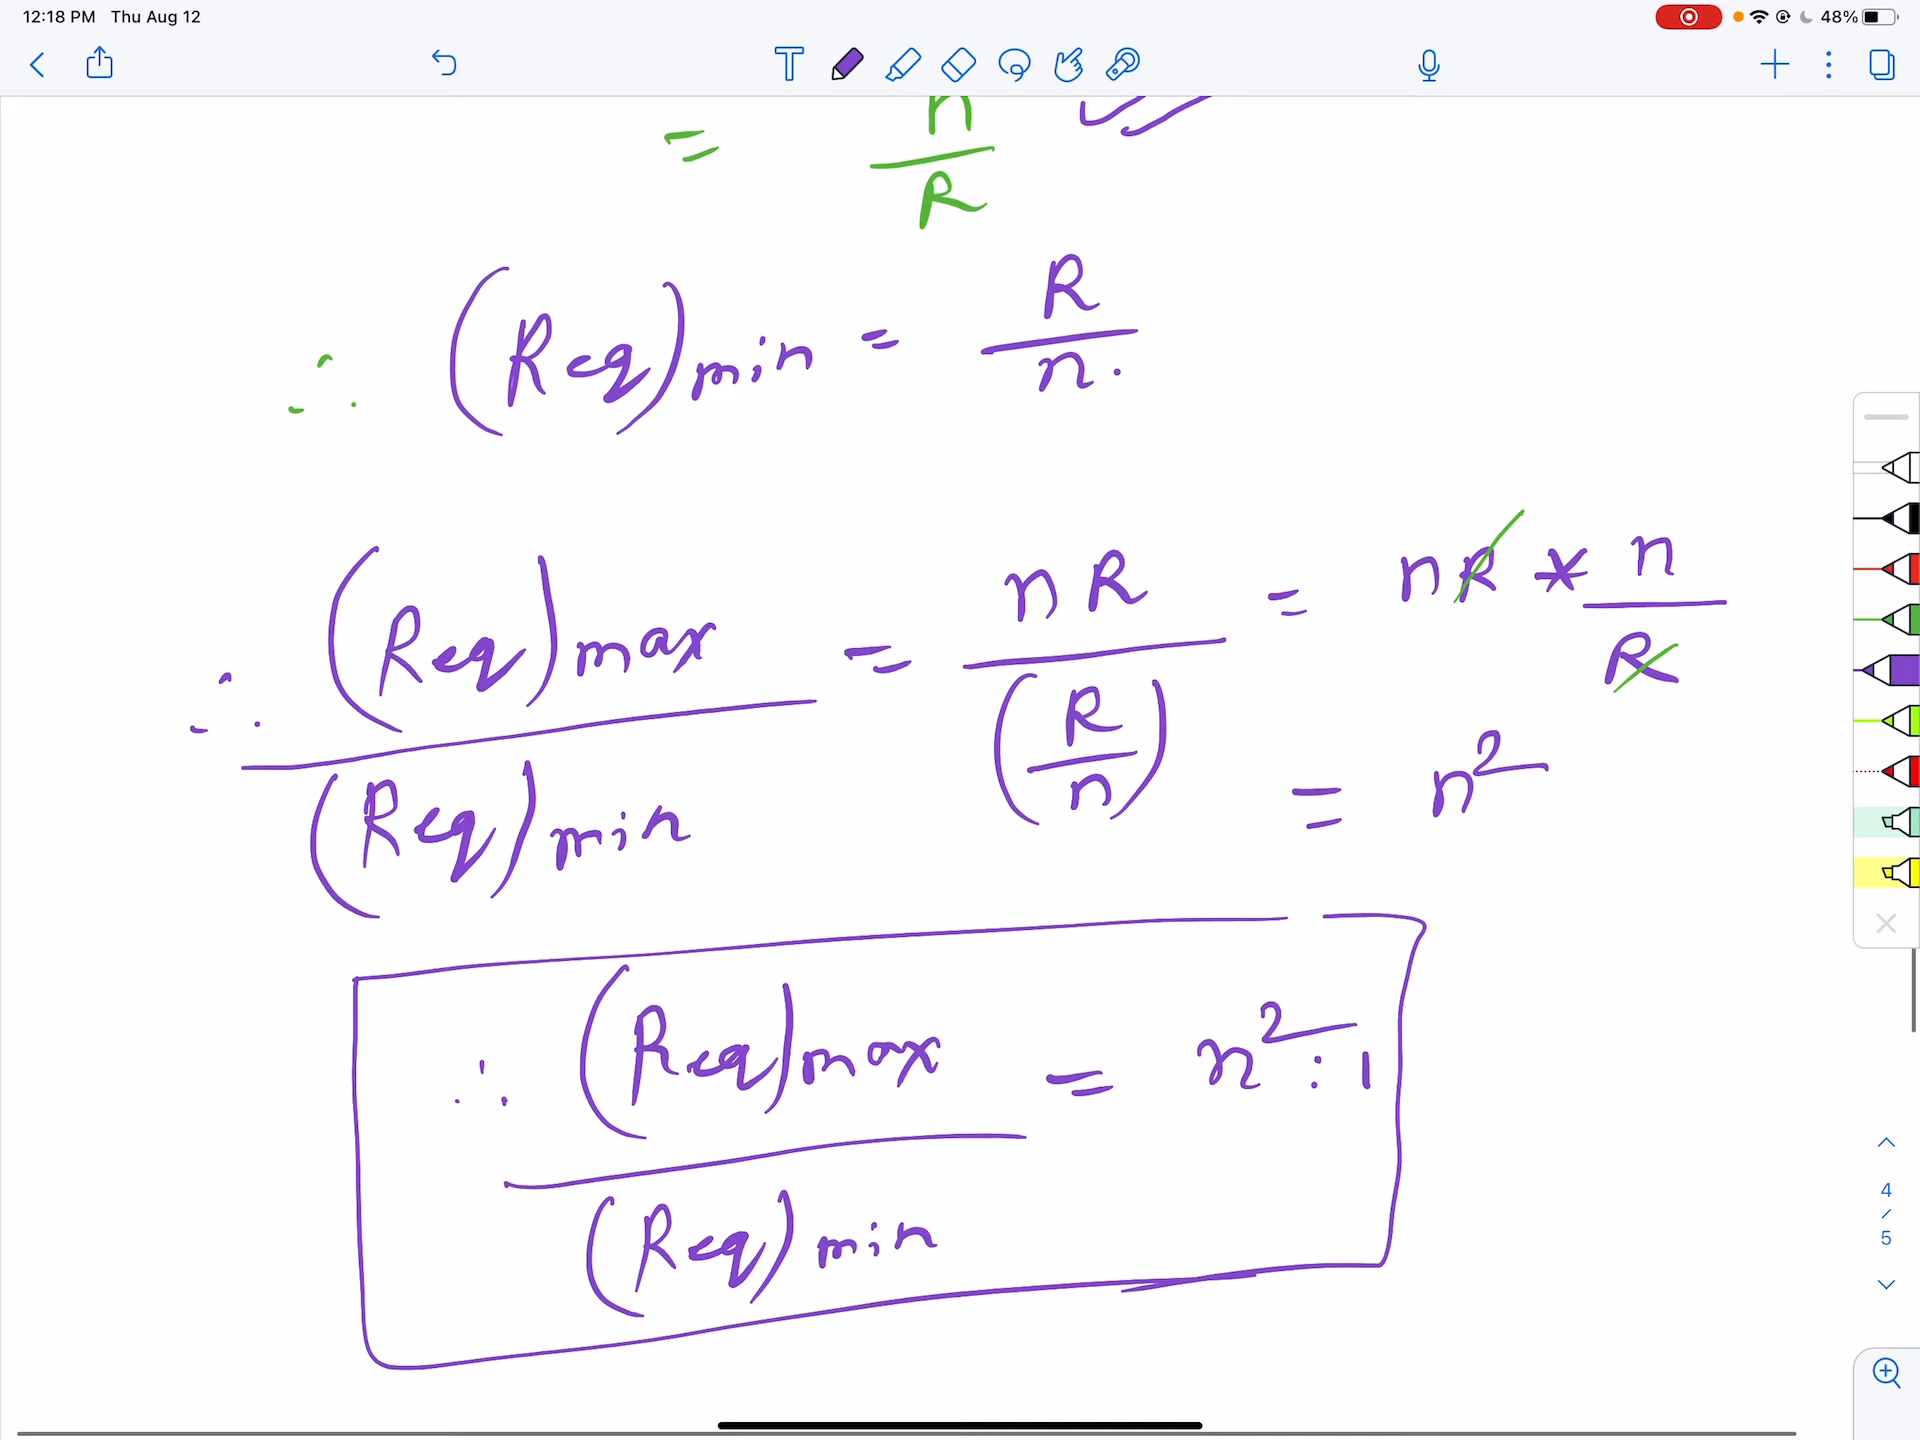 12:18 PM Thu Aug 12 48%
T
= n/R
∴ (Req)min = R/n.
∴ (Req)max/(Req)min = nR/(R/n) = nR * n/R
= n²
∴ (Req)max/(Req)min = n² : 1
4
/
5